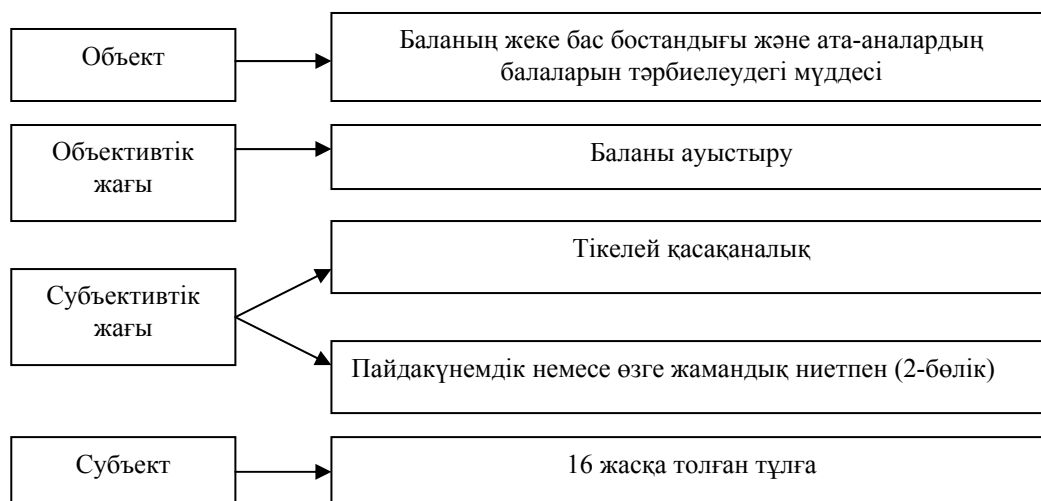 Объект
Баланың жеке бас бостандығы және ата-аналардың
балаларын тәрбиелеудегі мүддесі
Объективтік
жағы
Баланы ауыстыру
Субъективтік
жағы
Тікелей қасақаналық
Пайдакүнемдік немесе өзге жамандық ниетпен (2-бөлік)
Субъект
16 жасқа толған тұлға